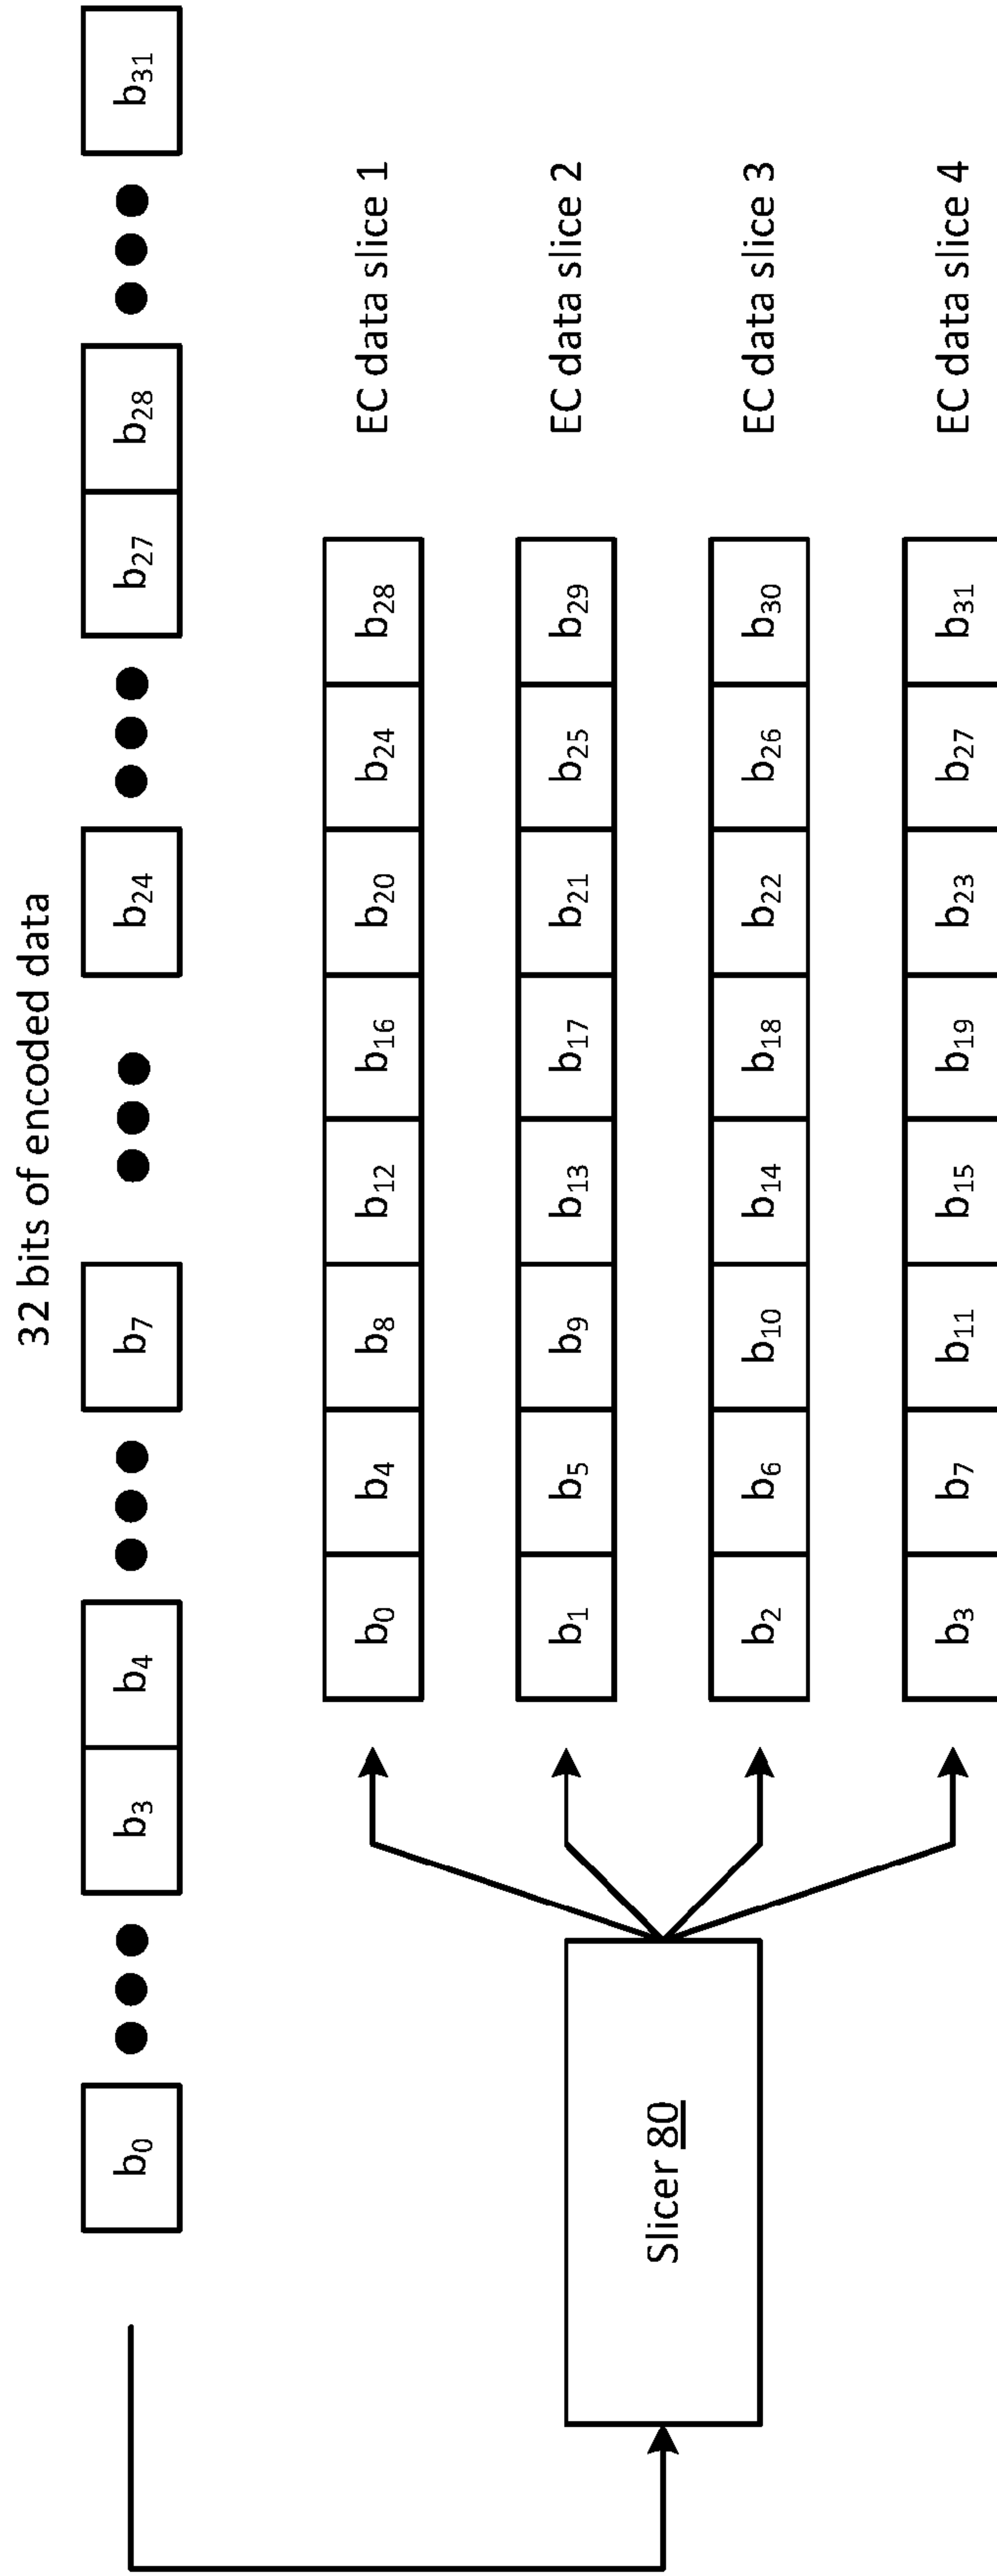 32 bits of encoded data
b0 b3 b4 b7 b24 b27 b28 b31
b0 b4 b8 b12 b16 b20 b24 b28 EC data slice 1
b1 b5 b9 b13 b17 b21 b25 b29 EC data slice 2
Slicer 80
b2 b6 b10 b14 b18 b22 b26 b30 EC data slice 3
b3 b7 b11 b15 b19 b23 b27 b31 EC data slice 4